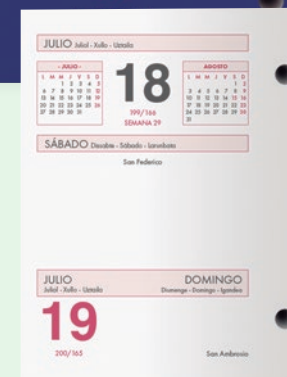 JULIO Juliol - Xullo - Uztaila
- JULIO -
L M M J V S D
1 2 3 4 5
6 7 8 9 10 11 12
13 14 15 16 17 18 19
20 21 22 23 24 25 26
27 28 29 30 31
18
199/166
SEMANA 29
AGOSTO
L M M J V S D
1 2
3 4 5 6 7 8 9
10 11 12 13 14 15 16
17 18 19 20 21 22 23
24 25 26 27 28 29 30
31
SÁBADO Dissabte - Sábado - Larunbata
San Federico
JULIO
Juliol - Xullo - Uztaila
DOMINGO
Diumenge - Domingo - Igandea
19
200/165
San Ambrosio